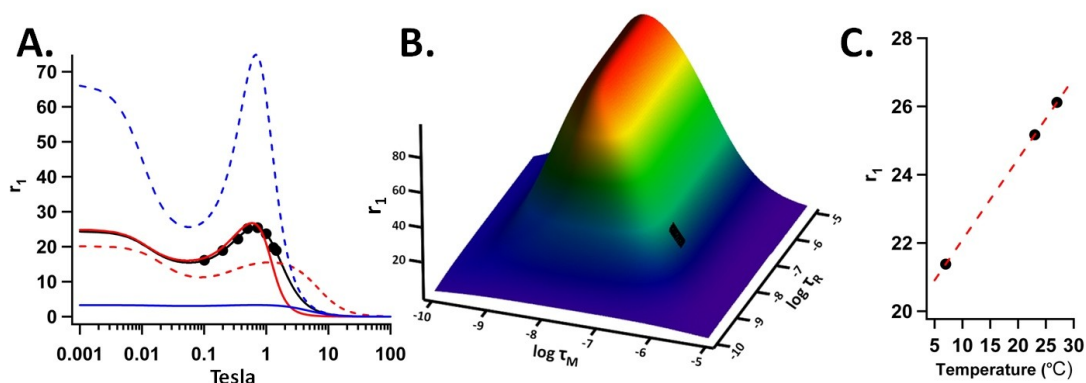 A.
70
60
50
40
30
20
10
0
r1
0.001 0.01 0.1 1 10 100
Tesla
B.
80
60
40
20
r1
-10 -9 -8 -7 -6 -5
log τM
-5
-6
-7
-8
-9
-10
log τR
C.
28
26
24
22
20
r1
5 10 15 20 25 30
Temperature (°C)